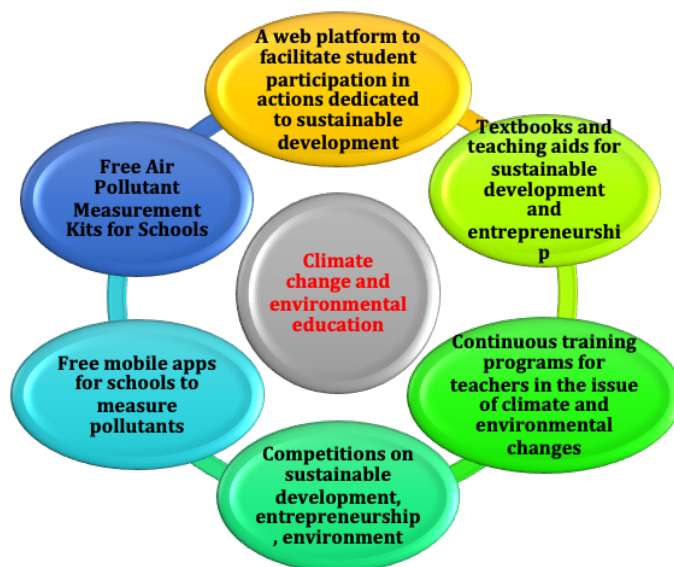 A web platform to
facilitate student
participation in
actions dedicated
to sustainable
development
Textbooks and
teaching aids for
sustainable
development
and
entrepreneurshi
p
Continuous training
programs for
teachers in the issue
of climate and
environmental
changes
Competitions on
sustainable
development,
entrepreneurship
, environment
Free mobile apps
for schools to
measure
pollutants
Free Air
Pollutant
Measurement
Kits for Schools
Climate
change and
environmental
education